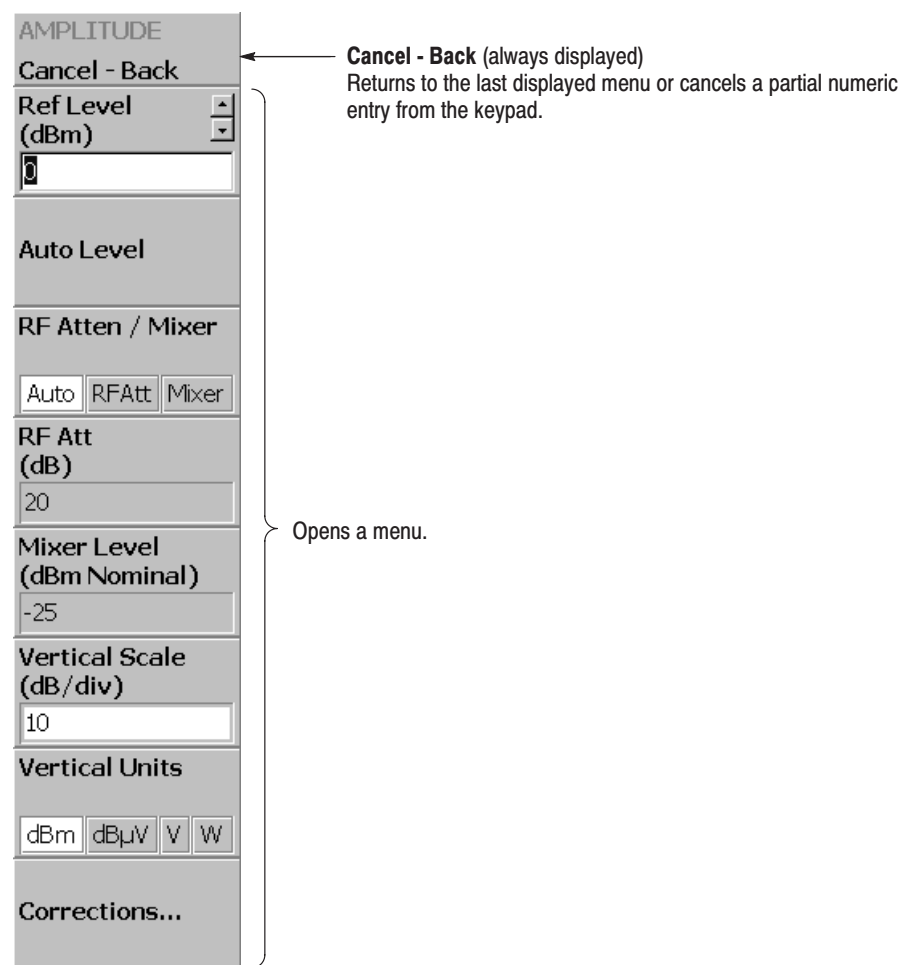 AMPLITUDE
Cancel - Back
Ref Level
(dBm)
0
Auto Level
RF Atten / Mixer
Auto RFAtt Mixer
RF Att
(dB)
20
Mixer Level
(dBm Nominal)
-25
Vertical Scale
(dB/div)
10
Vertical Units
dBm dBµV V W
Corrections...
Cancel - Back (always displayed)
Returns to the last displayed menu or cancels a partial numeric
entry from the keypad.
Opens a menu.